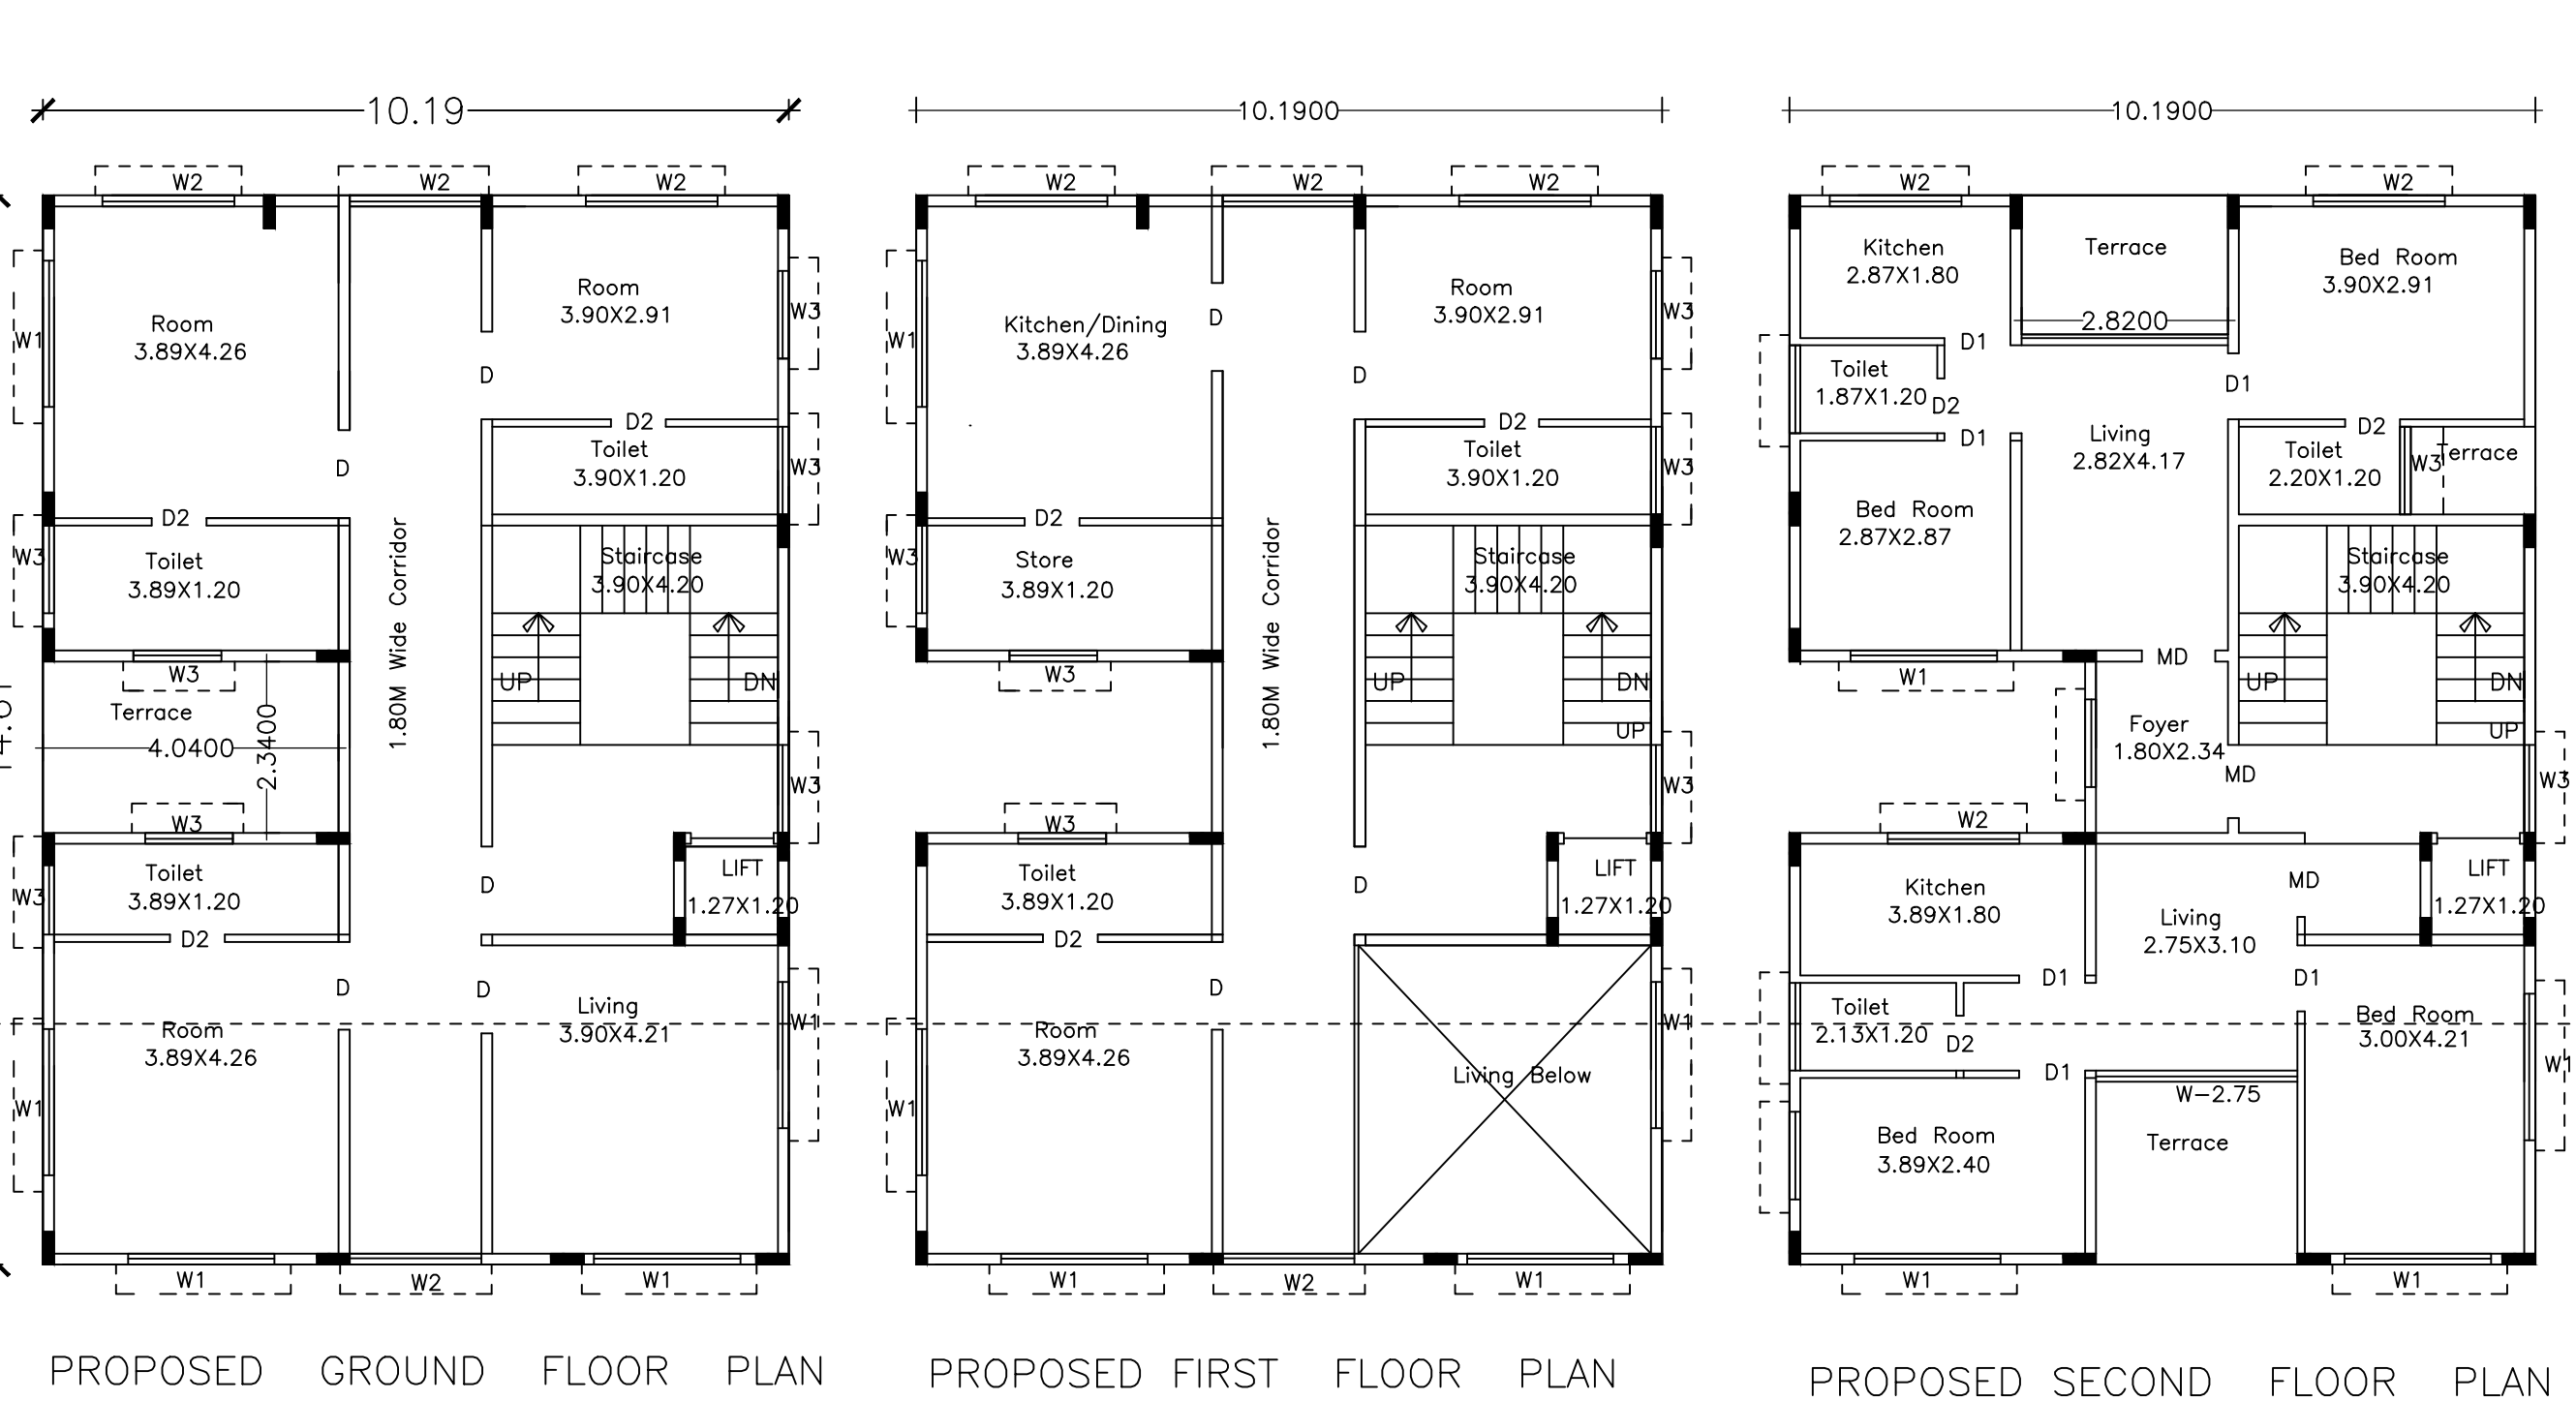 10.19
W2
W2
W2
Room
3.89X4.26
Room
3.90X2.91
W1
W3
D
D
D2
Toilet
3.90X1.20
W3
D2
W3
Toilet
3.89X1.20
1.80M Wide Corridor
Staircase
3.90X4.20
W3
UP
DN
Terrace
4.0400
2.3400
W3
W3
Toilet
3.89X1.20
W3
D
LIFT
1.27X1.20
D2
D
D
Living
3.90X4.21
Room
3.89X4.26
W1
W1
W1
W2
W1
PROPOSED GROUND FLOOR PLAN
10.1900
W2
W2
W2
Kitchen/Dining
3.89X4.26
D
Room
3.90X2.91
W1
W3
D
D2
Toilet
3.90X1.20
W3
D2
W3
Store
3.89X1.20
1.80M Wide Corridor
Staircase
3.90X4.20
W3
UP
DN
UP
W3
W3
Toilet
3.89X1.20
D
LIFT
1.27X1.20
D2
D
Room
3.89X4.26
W1
W1
Living Below
W1
W2
W1
PROPOSED FIRST FLOOR PLAN
10.1900
W2
W2
Kitchen
2.87X1.80
Terrace
2.8200
Bed Room
3.90X2.91
D1
Toilet
1.87X1.20
D2
D1
D1
Living
2.82X4.17
D2
Toilet
2.20X1.20
W3
Terrace
Bed Room
2.87X2.87
Staircase
3.90X4.20
MD
W1
UP
DN
UP
Foyer
1.80X2.34
MD
W3
W2
Kitchen
3.89X1.80
MD
LIFT
1.27X1.20
Living
2.75X3.10
D1
D1
Toilet
2.13X1.20
D2
D1
Bed Room
3.00X4.21
W1
W-2.75
Bed Room
3.89X2.40
Terrace
W1
W1
PROPOSED SECOND FLOOR PLAN